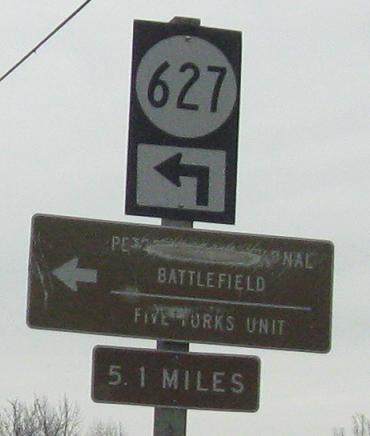 627
BATTLEFIELD
FIVE FORKS UNIT
5.1 MILES